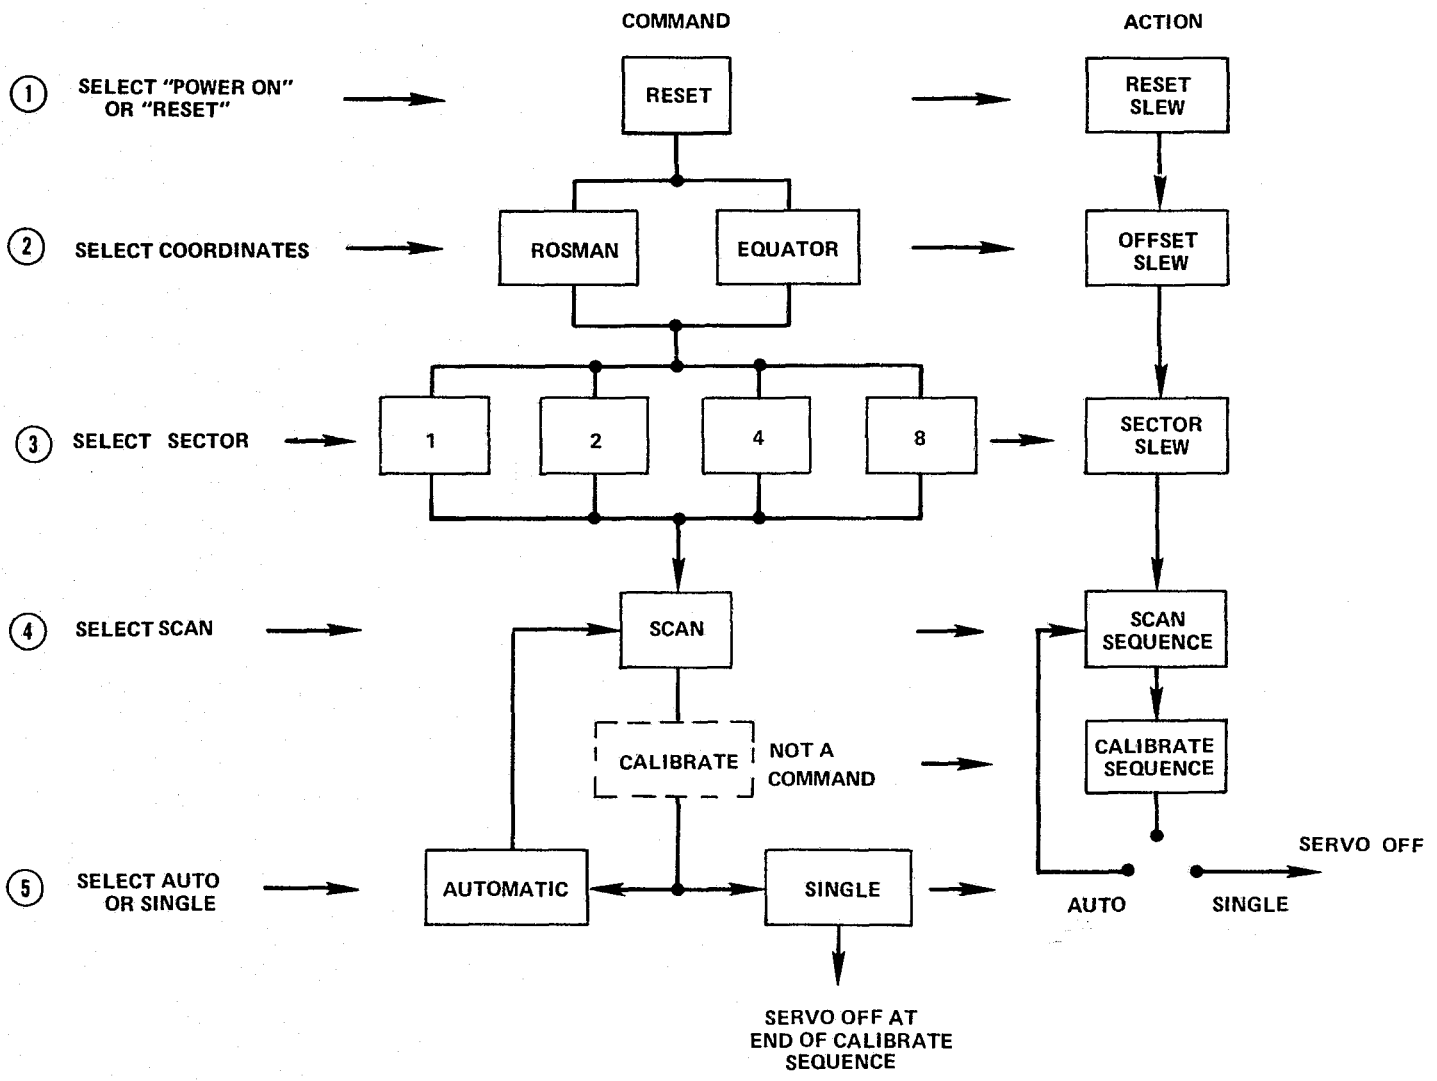 COMMAND
ACTION
1
SELECT "POWER ON"
OR "RESET"
RESET
RESET
SLEW
2
SELECT COORDINATES
ROSMAN
EQUATOR
OFFSET
SLEW
3
SELECT SECTOR
1
2
4
8
SECTOR
SLEW
4
SELECT SCAN
SCAN
SCAN
SEQUENCE
CALIBRATE
NOT A
COMMAND
CALIBRATE
SEQUENCE
5
SELECT AUTO
OR SINGLE
AUTOMATIC
SINGLE
AUTO
SINGLE
SERVO OFF
SERVO OFF AT
END OF CALIBRATE
SEQUENCE